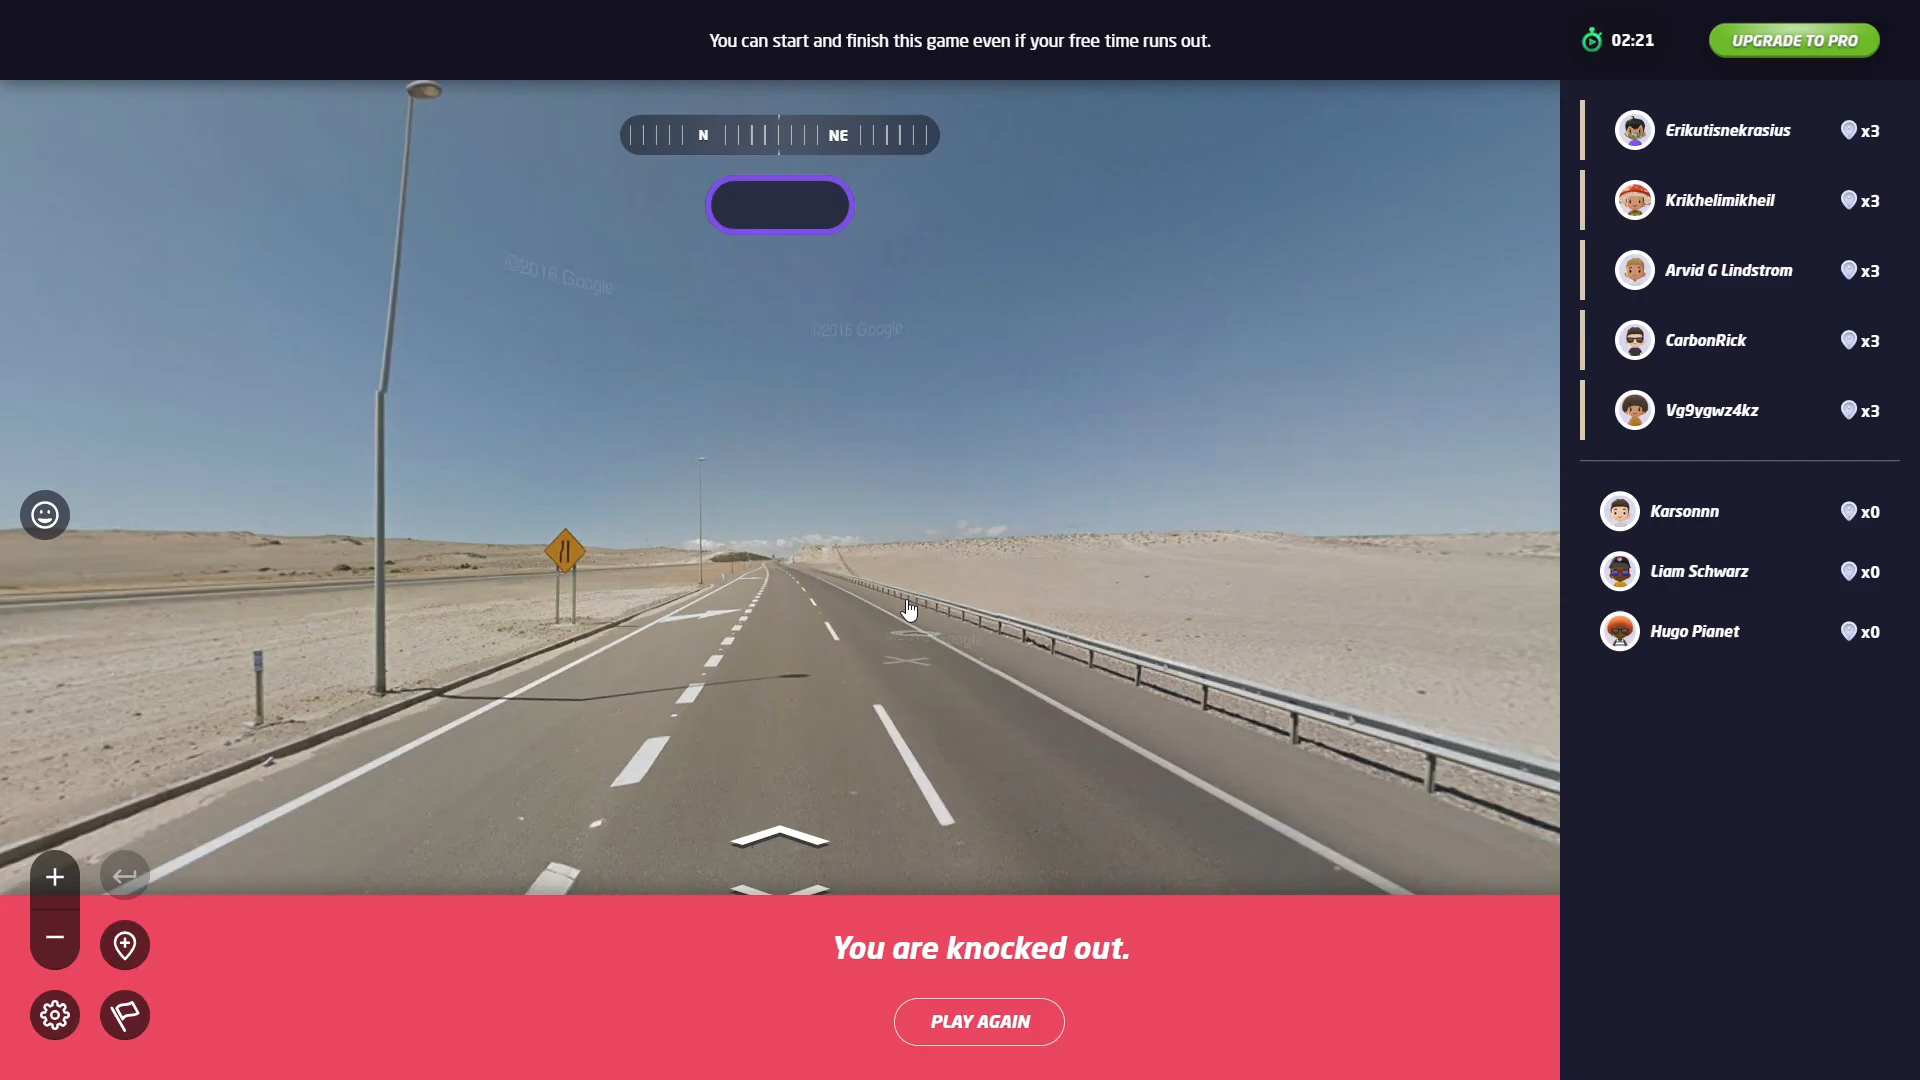 You can start and finish this game even if your free time runs out.
02:21
UPGRADE TO PRO
N
NE
©2016 Google
©2016 Google
Erikutisnekrasius
x3
Krikhelimikheil
x3
Arvid G Lindstrom
x3
CarbonRick
x3
Vg9ygwz4kz
x3
Karsonnn
x0
Liam Schwarz
x0
Hugo Pianet
x0
You are knocked out.
PLAY AGAIN